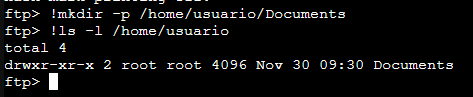 ftp> !mkdir -p /home/usuario/Documents
ftp> !ls -l /home/usuario
total 4
drwxr-xr-x 2 root root 4096 Nov 30 09:30 Documents
ftp>